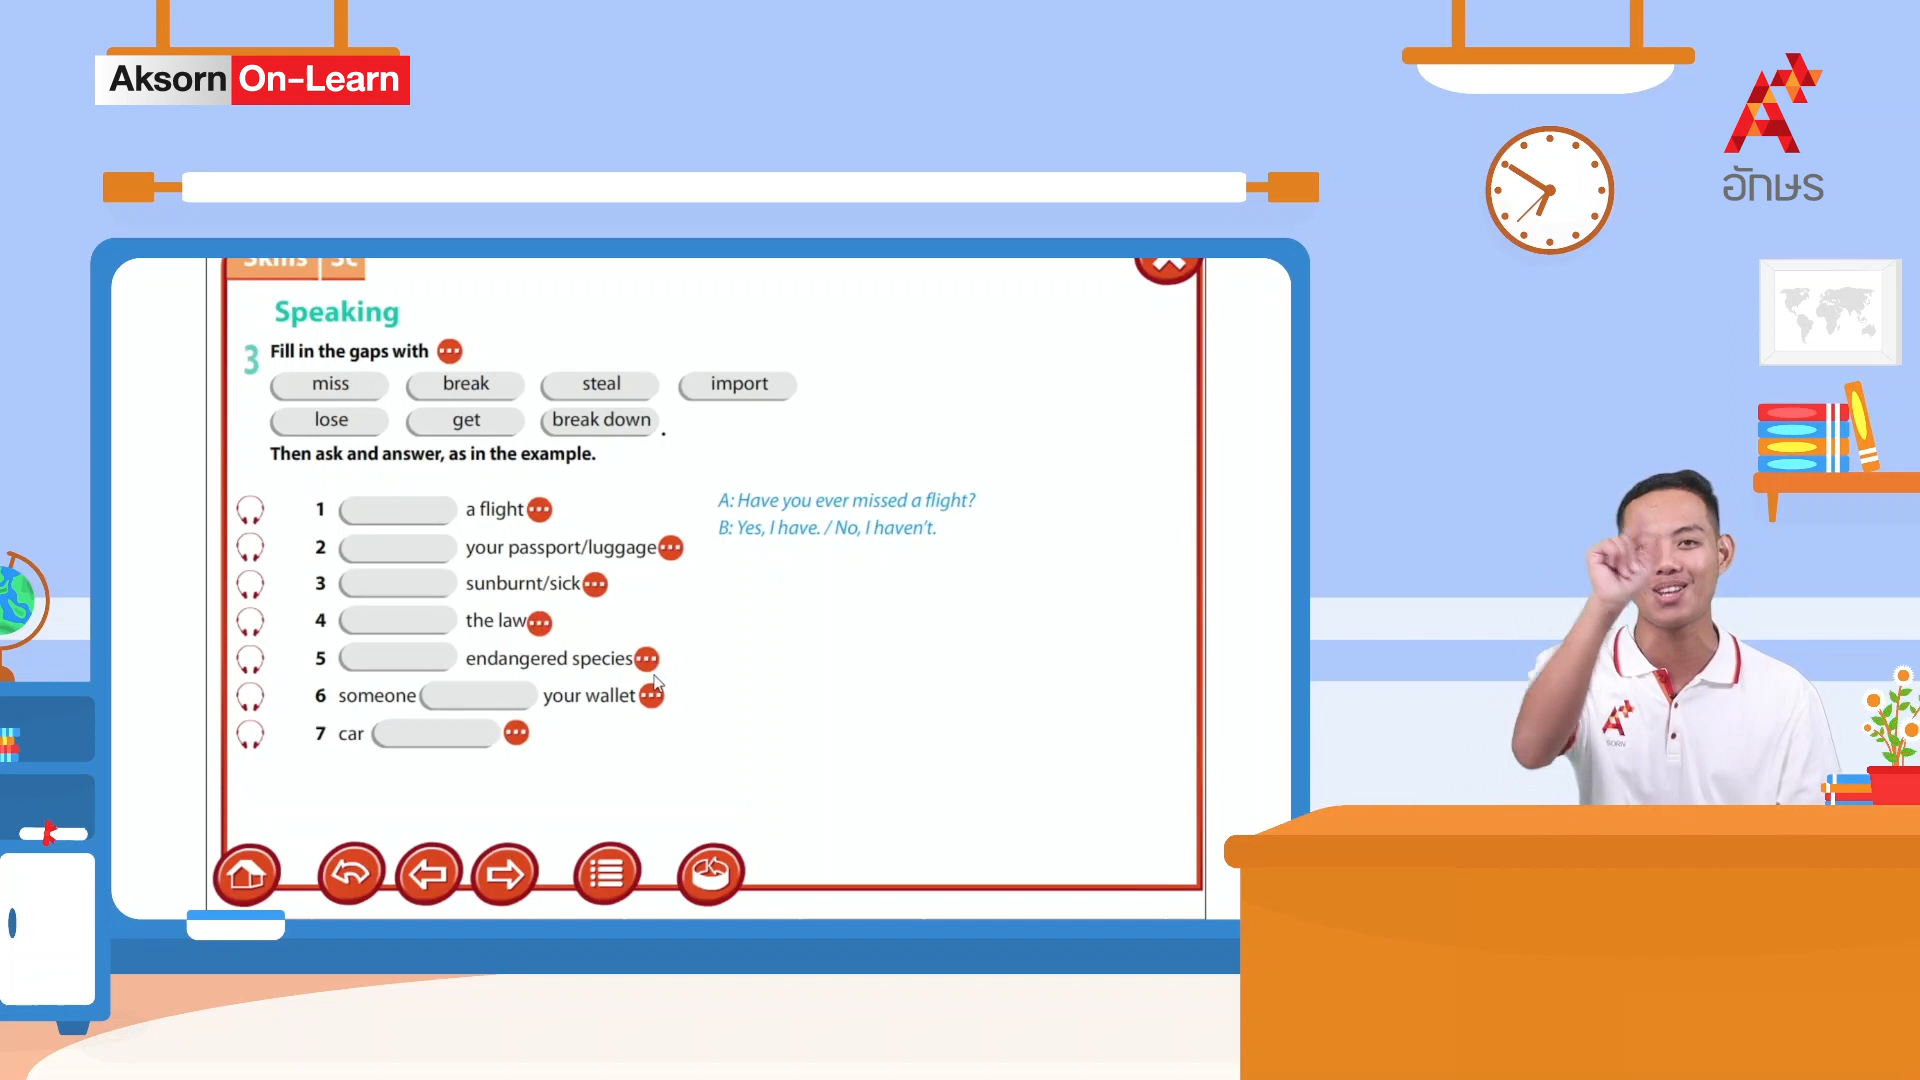 Aksorn On-Learn
อักษร
Skills
Speaking
3 Fill in the gaps with
miss break steal import
lose get break down .
Then ask and answer, as in the example.
1 a flight
2 your passport/luggage
3 sunburnt/sick
4 the law
5 endangered species
6 someone your wallet
7 car
A: Have you ever missed a flight?
B: Yes, I have. / No, I haven't.